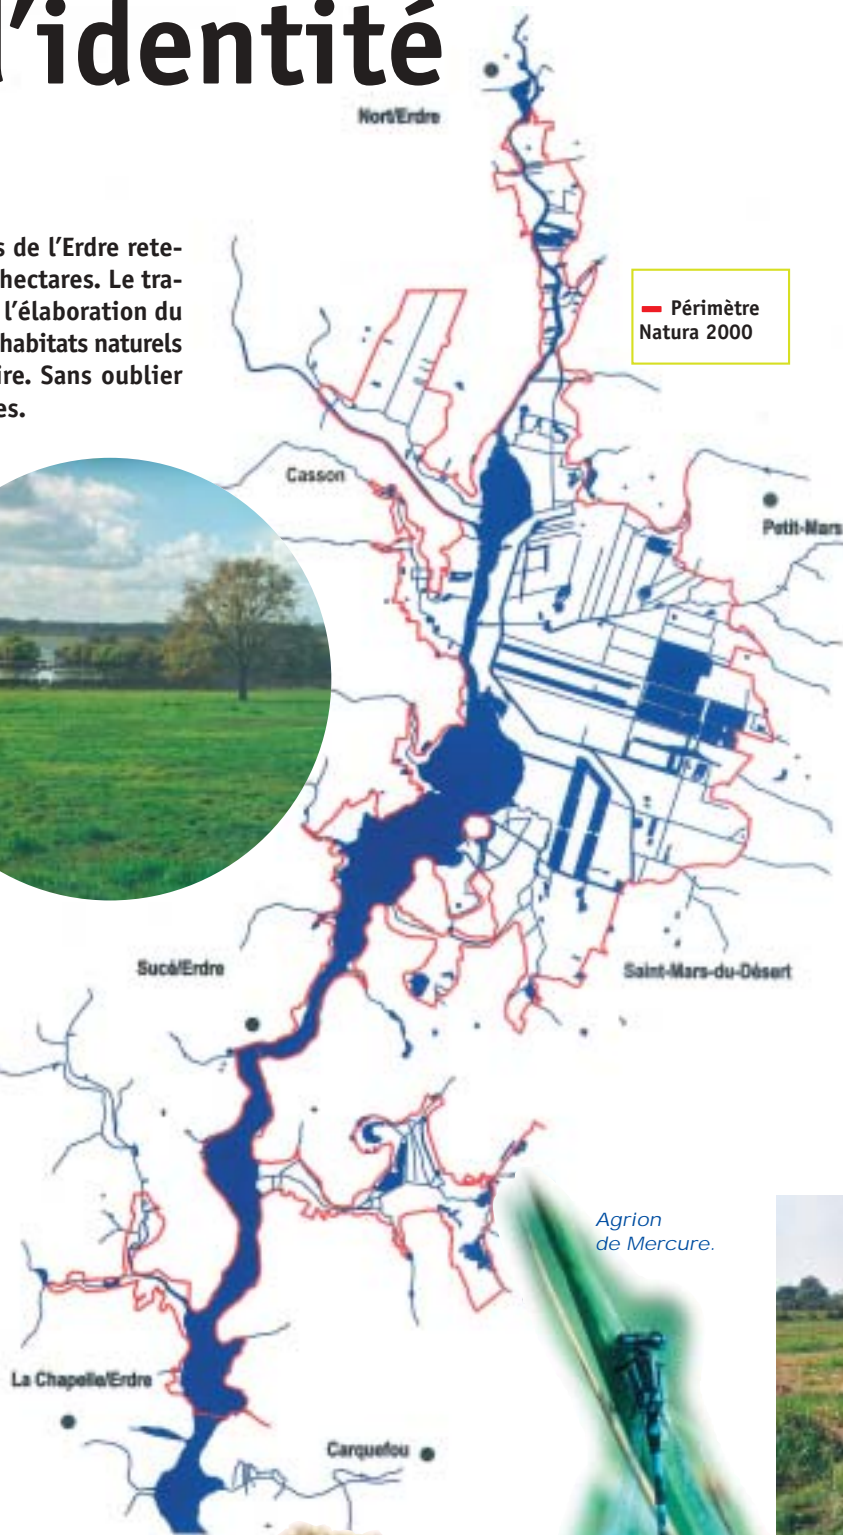 l'identité
Nort/Erdre
s de l'Erdre rete-
hectares. Le tra-
l'élaboration du
habitats naturels
ire. Sans oublier
es.
Périmètre
Natura 2000
Casson
Petit-Mars
Sucé/Erdre
Saint-Mars-du-Désert
Agrion
de Mercure.
La Chapelle/Erdre
Carquefou